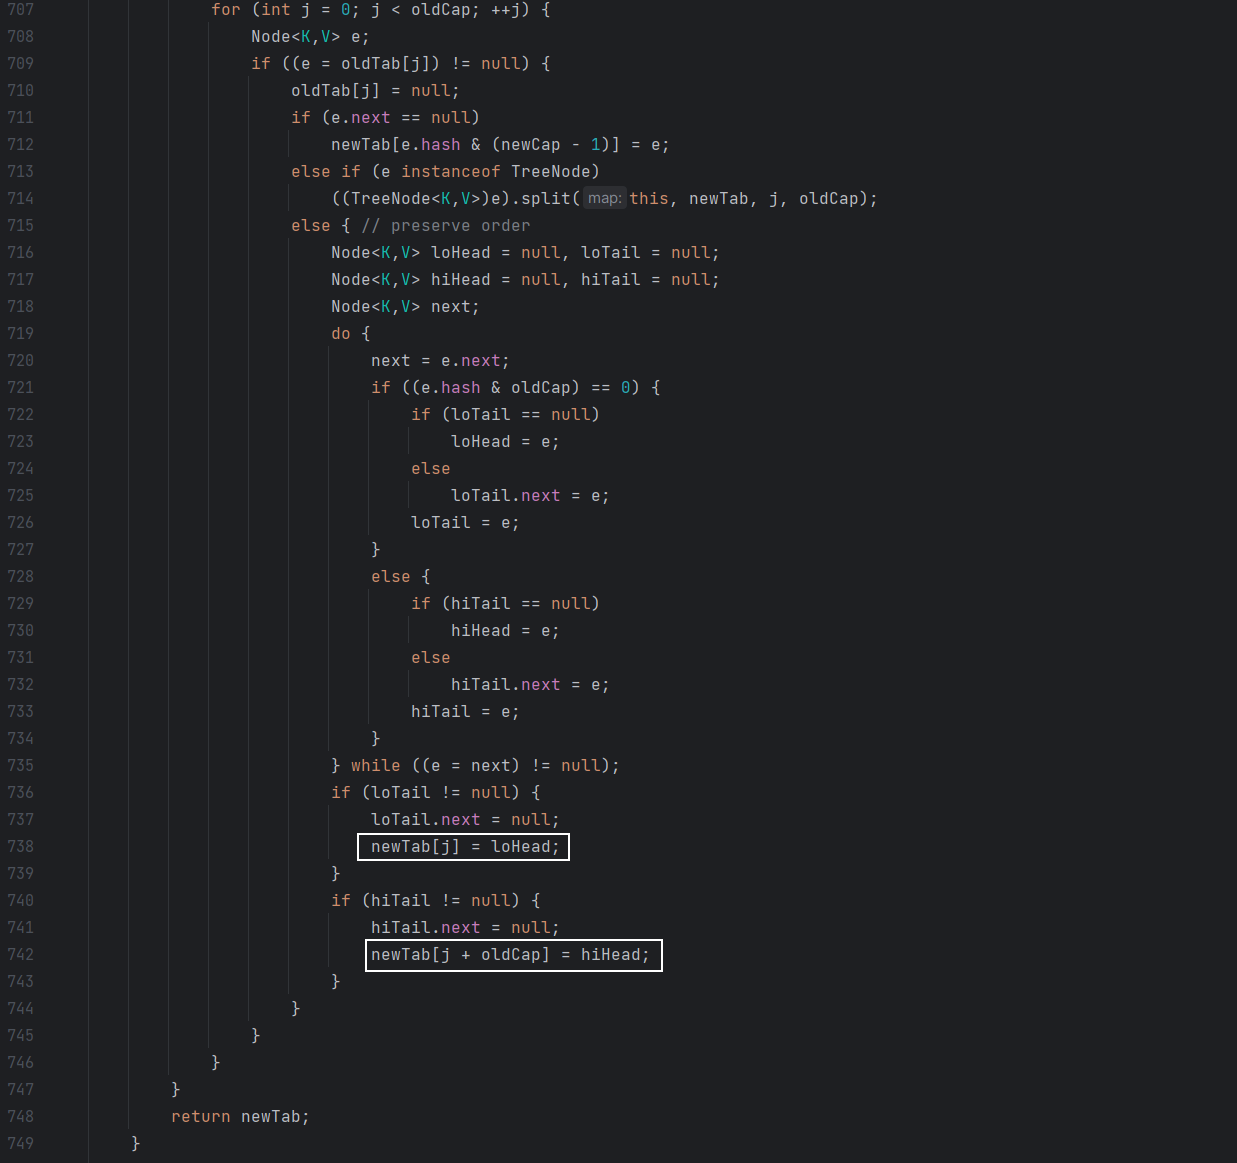 707 for (int j = 0; j < oldCap; ++j) {
708 Node<K,V> e;
709 if ((e = oldTab[j]) != null) {
710 oldTab[j] = null;
711 if (e.next == null)
712 newTab[e.hash & (newCap - 1)] = e;
713 else if (e instanceof TreeNode)
714 ((TreeNode<K,V>)e).split( map: this, newTab, j, oldCap);
715 else { // preserve order
716 Node<K,V> loHead = null, loTail = null;
717 Node<K,V> hiHead = null, hiTail = null;
718 Node<K,V> next;
719 do {
720 next = e.next;
721 if ((e.hash & oldCap) == 0) {
722 if (loTail == null)
723 loHead = e;
724 else
725 loTail.next = e;
726 loTail = e;
727 }
728 else {
729 if (hiTail == null)
730 hiHead = e;
731 else
732 hiTail.next = e;
733 hiTail = e;
734 }
735 } while ((e = next) != null);
736 if (loTail != null) {
737 loTail.next = null;
738 newTab[j] = loHead;
739 }
740 if (hiTail != null) {
741 hiTail.next = null;
742 newTab[j + oldCap] = hiHead;
743 }
744 }
745 }
746 }
747 }
748 return newTab;
749 }